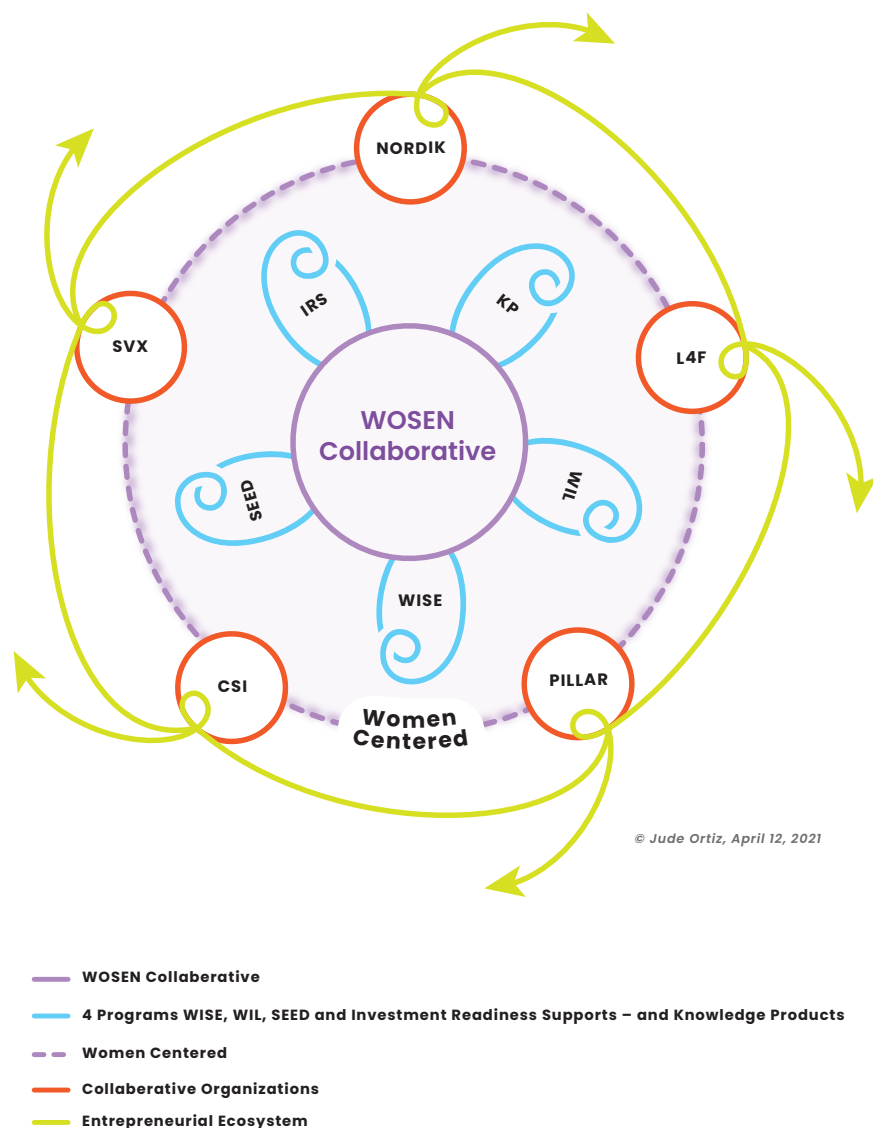 NORDIK
IRS
KP
SVX
L4F
WOSEN
Collaborative
SEED
WIL
WISE
CSI
PILLAR
Women
Centered
© Jude Ortiz, April 12, 2021
WOSEN Collaberative
4 Programs WISE, WIL, SEED and Investment Readiness Supports – and Knowledge Products
Women Centered
Collaberative Organizations
Entrepreneurial Ecosystem